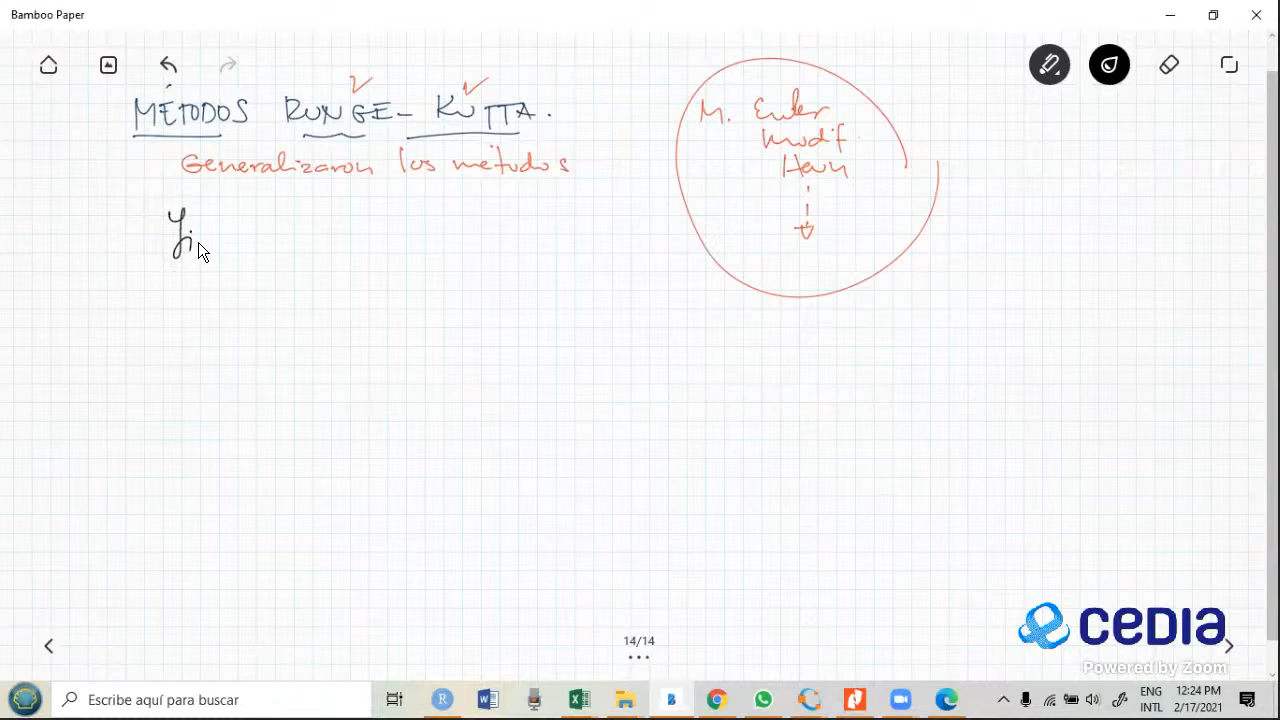 Bamboo Paper
MÉTODOS RUNGE- KUTTA.
Generalizaron los métodos
yi
M. Euler
Modif.
Heun
14/14
cedia
Powered by Zoom
Escribe aquí para buscar
ENG
INTL
12:24 PM
2/17/2021